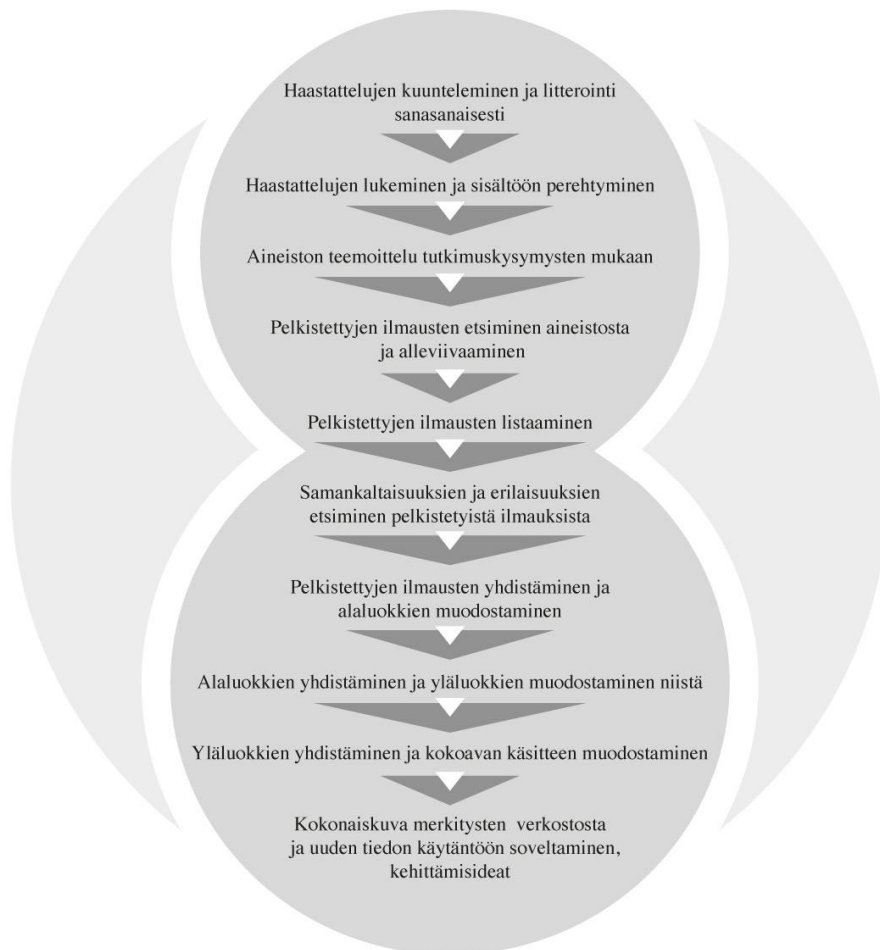 Haastattelujen kuunteleminen ja litterointi
sanasanaisesti
Haastattelujen lukeminen ja sisältöön perehtyminen
Aineiston teemoittelu tutkimuskysymysten mukaan
Pelkistettyjen ilmausten etsiminen aineistosta
ja alleviivaaminen
Pelkistettyjen ilmausten listaaminen
Samankaltaisuuksien ja erilaisuuksien
etsiminen pelkistetyistä ilmauksista
Pelkistettyjen ilmausten yhdistäminen ja
alaluokkien muodostaminen
Alaluokkien yhdistäminen ja yläluokkien muodostaminen niistä
Yläluokkien yhdistäminen ja kokoavan käsitteen muodostaminen
Kokonaiskuva merkitysten verkostosta
ja uuden tiedon käytäntöön soveltaminen,
kehittämisideat